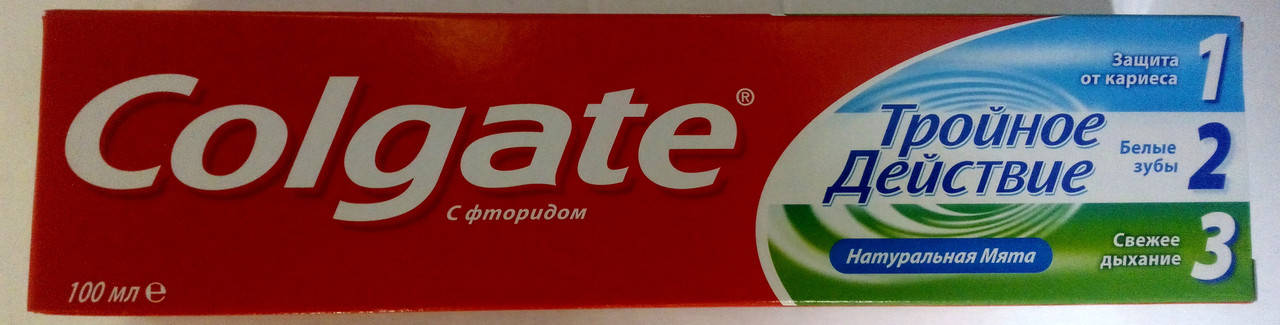 Colgate®
С фторидом
100 мл ℮
Тройное
Действие
Натуральная Мята
Защита
от кариеса
1
Белые
зубы
2
Свежее
дыхание
3